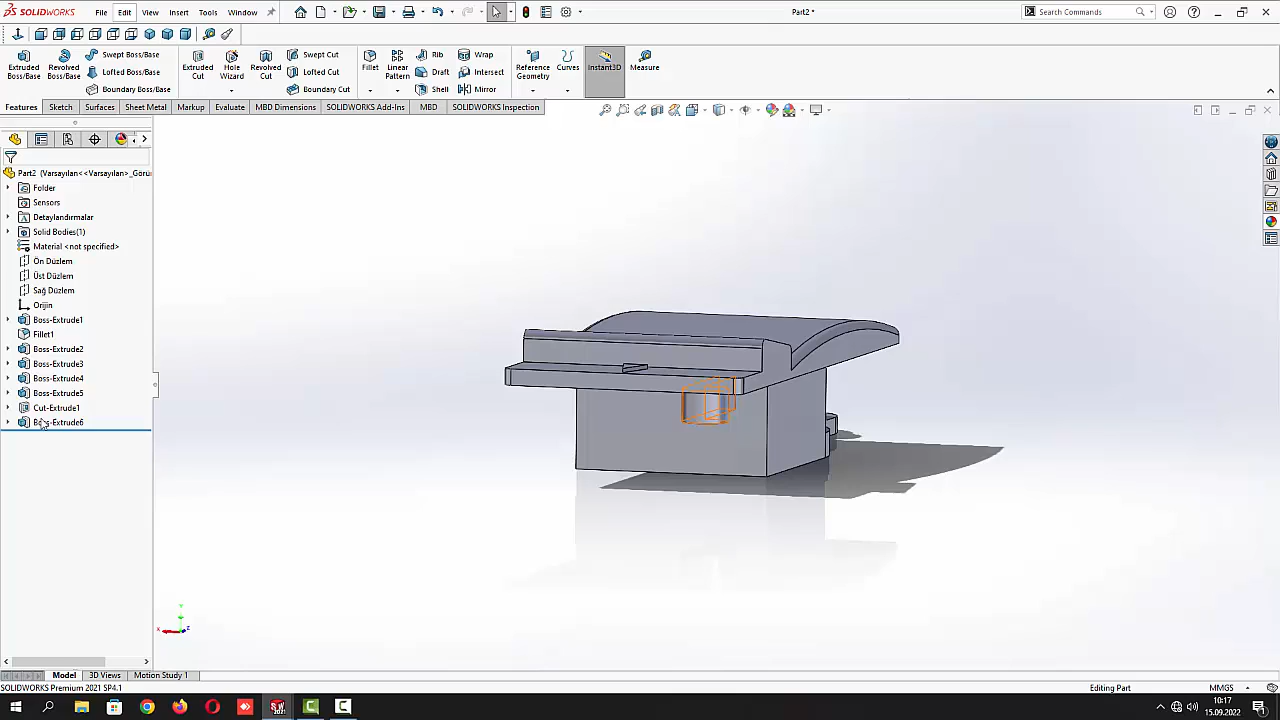 SOLIDWORKS
File Edit View Insert Tools Window
Part2 *
Search Commands
Extruded Boss/Base
Revolved Boss/Base
Swept Boss/Base
Lofted Boss/Base
Boundary Boss/Base
Extruded Cut
Hole Wizard
Revolved Cut
Swept Cut
Lofted Cut
Boundary Cut
Fillet
Linear Pattern
Rib
Draft
Shell
Wrap
Intersect
Mirror
Reference Geometry
Curves
Instant3D
Measure
Features Sketch Surfaces Sheet Metal Markup Evaluate MBD Dimensions SOLIDWORKS Add-Ins MBD SOLIDWORKS Inspection
Part2 (Varsayılan<<Varsayılan>_Görü
Folder
Sensors
Detaylandırmalar
Solid Bodies(1)
Material <not specified>
Ön Düzlem
Üst Düzlem
Sağ Düzlem
Orijin
Boss-Extrude1
Fillet1
Boss-Extrude2
Boss-Extrude3
Boss-Extrude4
Boss-Extrude5
Cut-Extrude1
Boss-Extrude6
Model 3D Views Motion Study 1
SOLIDWORKS Premium 2021 SP4.1
Editing Part
MMGS
10:17
15.09.2022